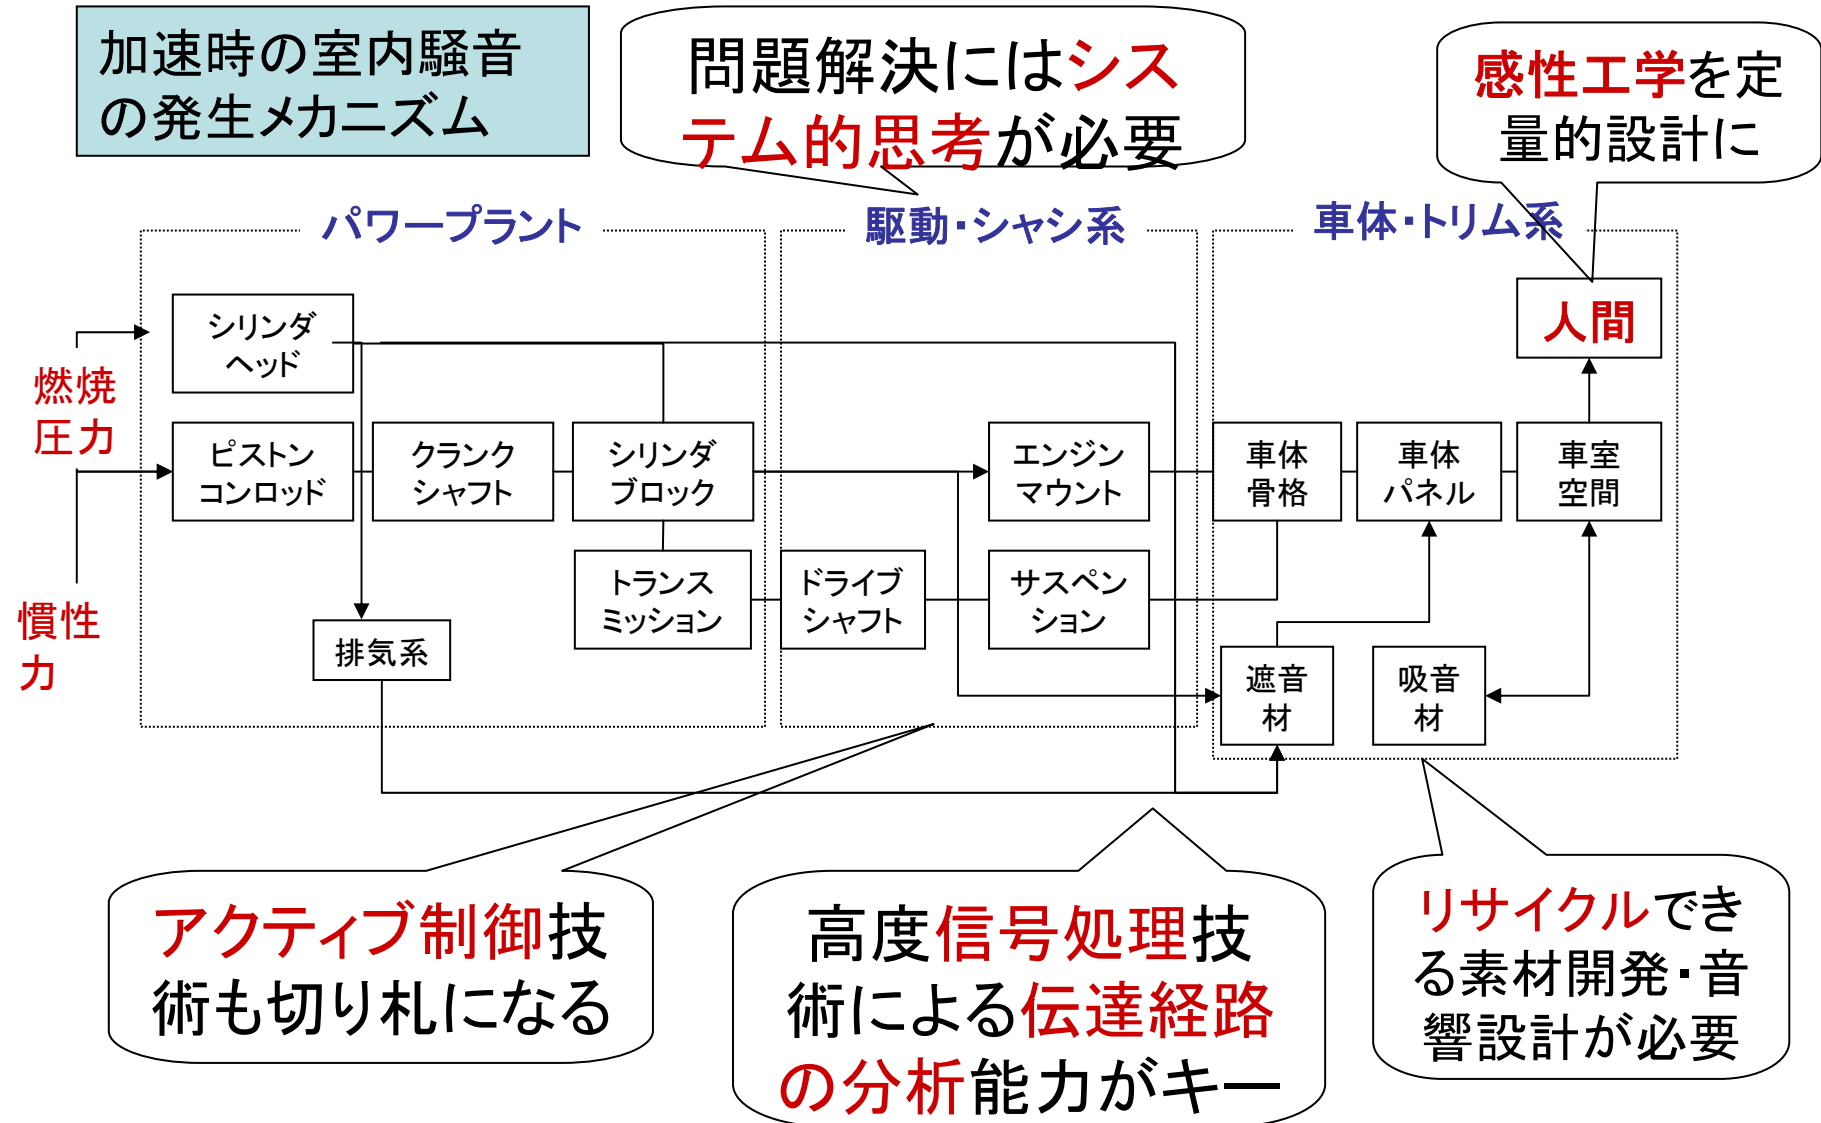 加速時の室内騒音
の発生メカニズム
問題解決にはシス
テム的思考が必要
感性工学を定
量的設計に
パワープラント
駆動・シャシ系
車体・トリム系
シリンダ
ヘッド
人間
燃焼
圧力
ピストン
コンロッド
クランク
シャフト
シリンダ
ブロック
エンジン
マウント
車体
骨格
車体
パネル
車室
空間
トランス
ミッション
ドライブ
シャフト
サスペン
ション
慣性
力
排気系
遮音
材
吸音
材
アクティブ制御技
術も切り札になる
高度信号処理技
術による伝達経路
の分析能力がキー
リサイクルでき
る素材開発・音
響設計が必要